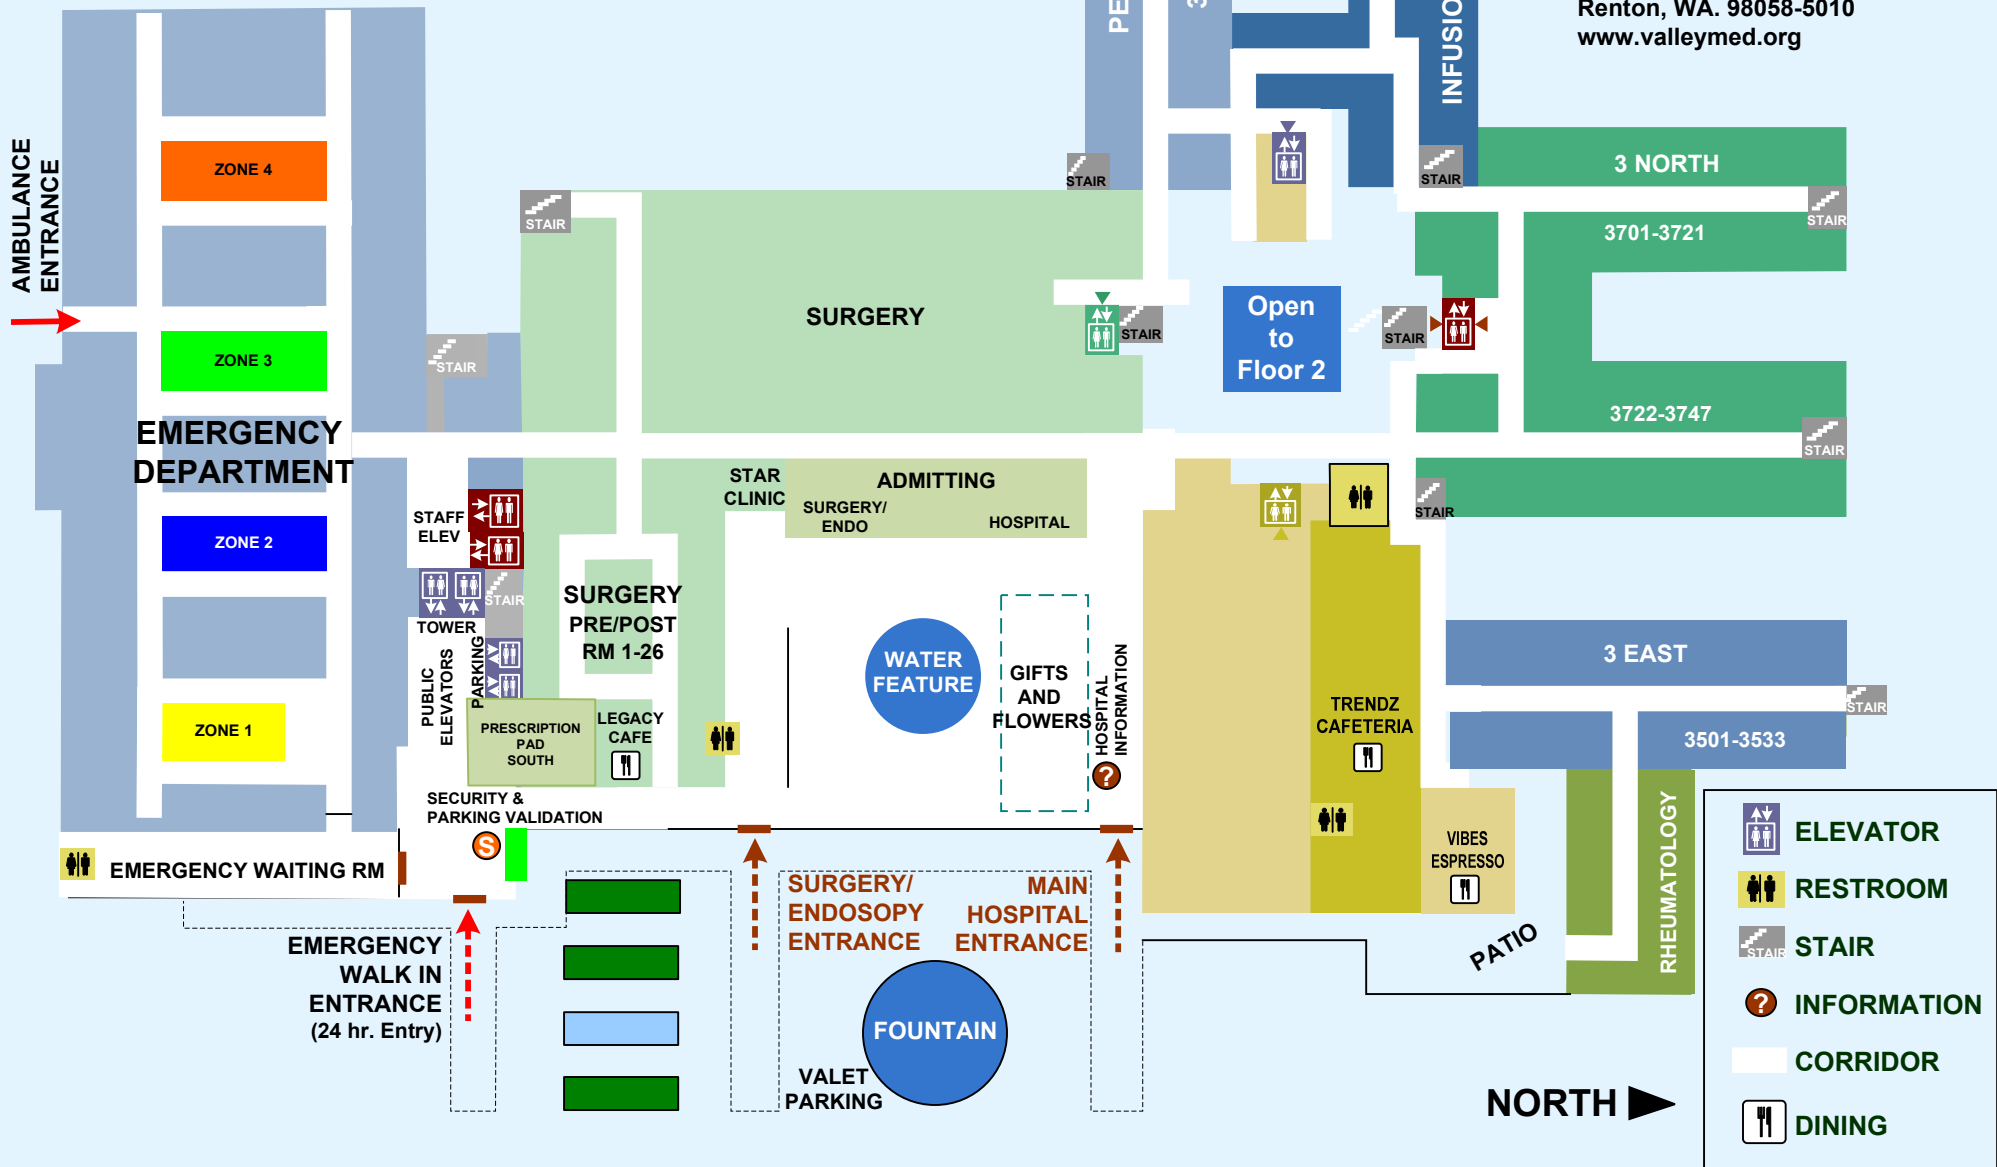 Renton, WA. 98058-5010
www.valleymed.org
INFUSIO
AMBULANCE
ENTRANCE
ZONE 4
ZONE 3
EMERGENCY
DEPARTMENT
ZONE 2
ZONE 1
STAIR
STAIR
STAIR
STAIR
STAIR
3 NORTH
STAIR
3701-3721
SURGERY
STAIR
Open
to
Floor 2
STAIR
3722-3747
STAIR
STAR
CLINIC
ADMITTING
SURGERY/
ENDO
HOSPITAL
STAIR
STAFF
ELEV
STAIR
TOWER
PUBLIC
ELEVATORS
PARKING
SURGERY
PRE/POST
RM 1-26
WATER
FEATURE
GIFTS
AND
FLOWERS
HOSPITAL
INFORMATION
?
3 EAST
STAIR
3501-3533
TRENDZ
CAFETERIA
PRESCRIPTION
PAD
SOUTH
LEGACY
CAFE
SECURITY &
PARKING VALIDATION
S
EMERGENCY WAITING RM
VIBES
ESPRESSO
RHEUMATOLOGY
PATIO
EMERGENCY
WALK IN
ENTRANCE
(24 hr. Entry)
SURGERY/
ENDOSOPY
ENTRANCE
MAIN
HOSPITAL
ENTRANCE
FOUNTAIN
VALET
PARKING
NORTH
ELEVATOR
RESTROOM
STAIR
STAIR
?
INFORMATION
CORRIDOR
DINING